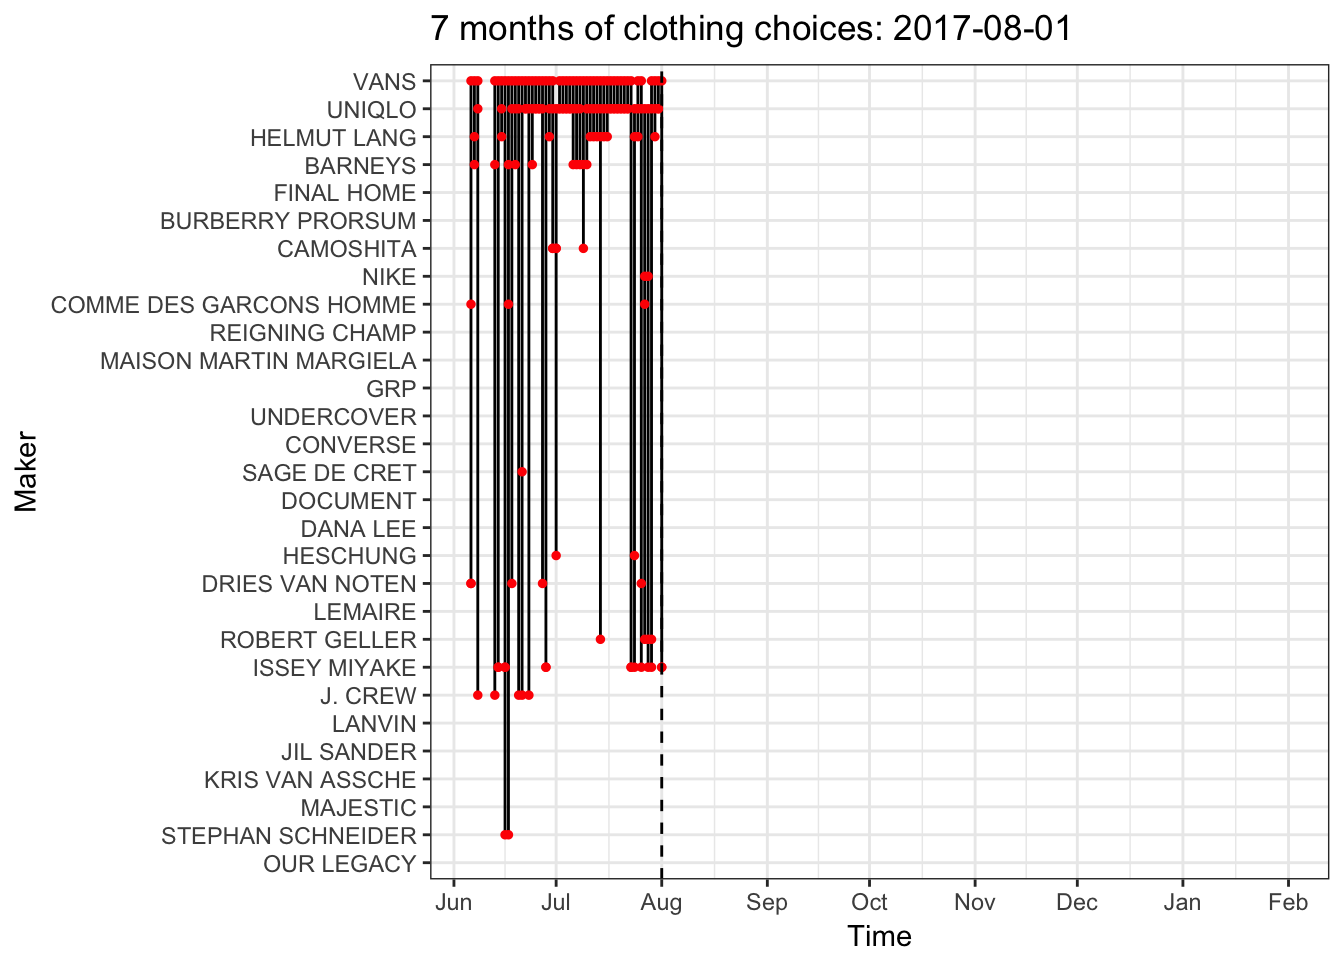 7 months of clothing choices: 2017-08-01
VANS
UNIQLO
HELMUT LANG
BARNEYS
FINAL HOME
BURBERRY PRORSUM
CAMOSHITA
NIKE
COMME DES GARCONS HOMME
REIGNING CHAMP
MAISON MARTIN MARGIELA
GRP
UNDERCOVER
CONVERSE
SAGE DE CRET
DOCUMENT
DANA LEE
HESCHUNG
DRIES VAN NOTEN
LEMAIRE
ROBERT GELLER
ISSEY MIYAKE
J. CREW
LANVIN
JIL SANDER
KRIS VAN ASSCHE
MAJESTIC
STEPHAN SCHNEIDER
OUR LEGACY
Maker
Jun Jul Aug Sep Oct Nov Dec Jan Feb
Time